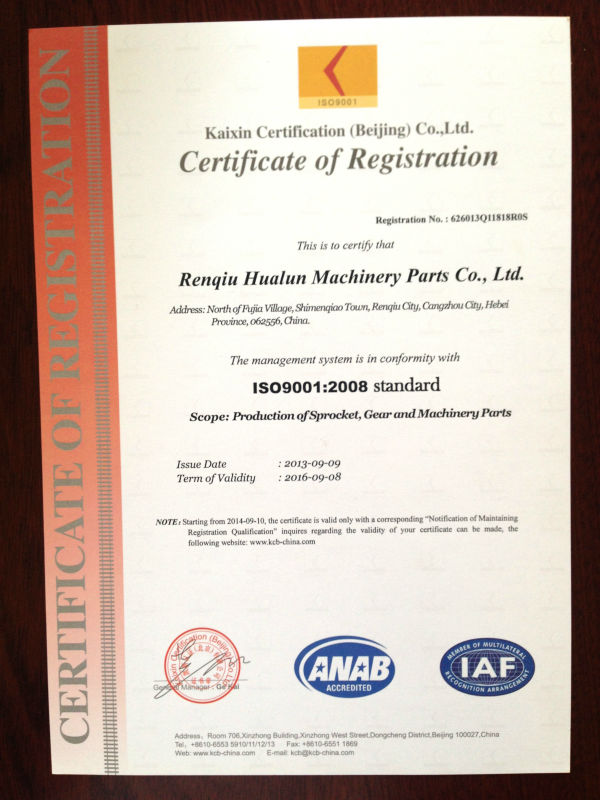 CERTIFICATE OF REGISTRATION
ISO9001
Kaixin Certification (Beijing) Co.,Ltd.
Certificate of Registration
Registration No. : 626013Q11818R0S
This is to certify that
Renqiu Hualun Machinery Parts Co., Ltd.
Address: North of Fujia Village, Shimenqiao Town, Renqiu City, Cangzhou City, Hebei
Province, 062556, China.
The management system is in conformity with
ISO9001:2008 standard
Scope: Production of Sprocket, Gear and Machinery Parts
Issue Date : 2013-09-09
Term of Validity : 2016-09-08
NOTE: Starting from 2014-09-10, the certificate is valid only with a corresponding “Notification of Maintaining
Registration Qualification” inquires regarding the validity of your certificate can be made, the
following website: www.kcb-china.com
Kaixin Certification (Beijing) Co., Ltd.
General Manager : Ge Kai
ANAB
ACCREDITED
MEMBER OF MULTILATERAL
IAF
RECOGNITION ARRANGEMENT
Address、Room 706,Xinzhong Building,Xinzhong West Street,Dongcheng District,Beijing 100027,China
Tel、+8610-6553 5910/11/12/13 Fax: +8610-6551 1869
Web: www.kcb-china.com E-mail: kcb@kcb-china.com